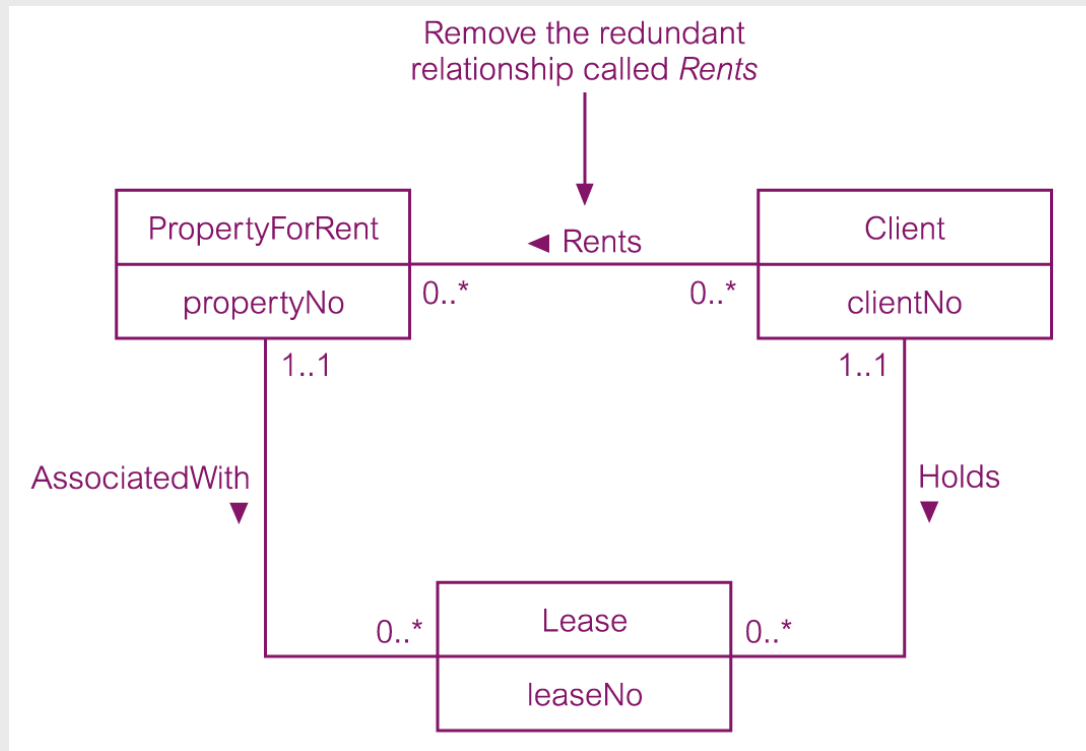 Remove the redundant
relationship called Rents
PropertyForRent
◄ Rents
Client
propertyNo
0..*
0..*
clientNo
1..1
1..1
AssociatedWith
▼
Holds
▼
0..*
Lease
0..*
leaseNo